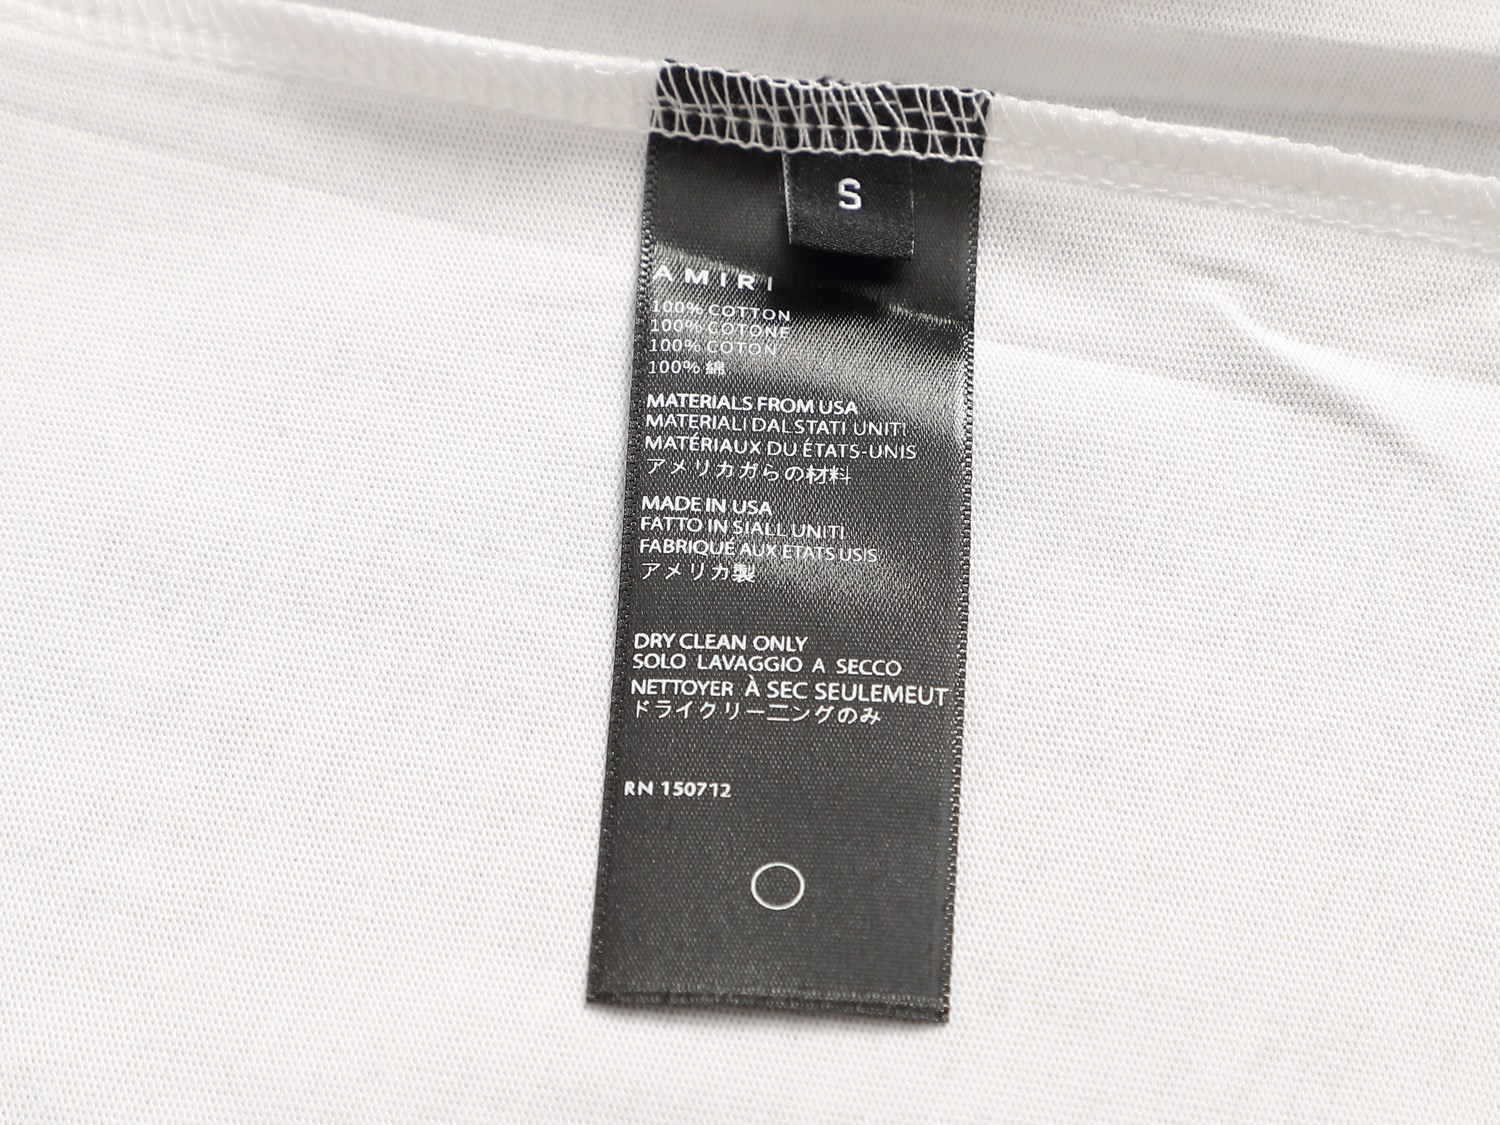 S
AMIRI
100% COTTON
100% COTONE
100% COTON
100% 綿
MATERIALS FROM USA
MATERIALI DALSTATI UNITI
MATÉRIAUX DU ÉTATS-UNIS
アメリカガらの材料
MADE IN USA
FATTO IN SIALL UNITI
FABRIQUÉ AUX ETATS USIS
アメリカ製
DRY CLEAN ONLY
SOLO LAVAGGIO A SECCO
NETTOYER À SEC SEULEMEUT
ドライクリー二ングのみ
RN 150712